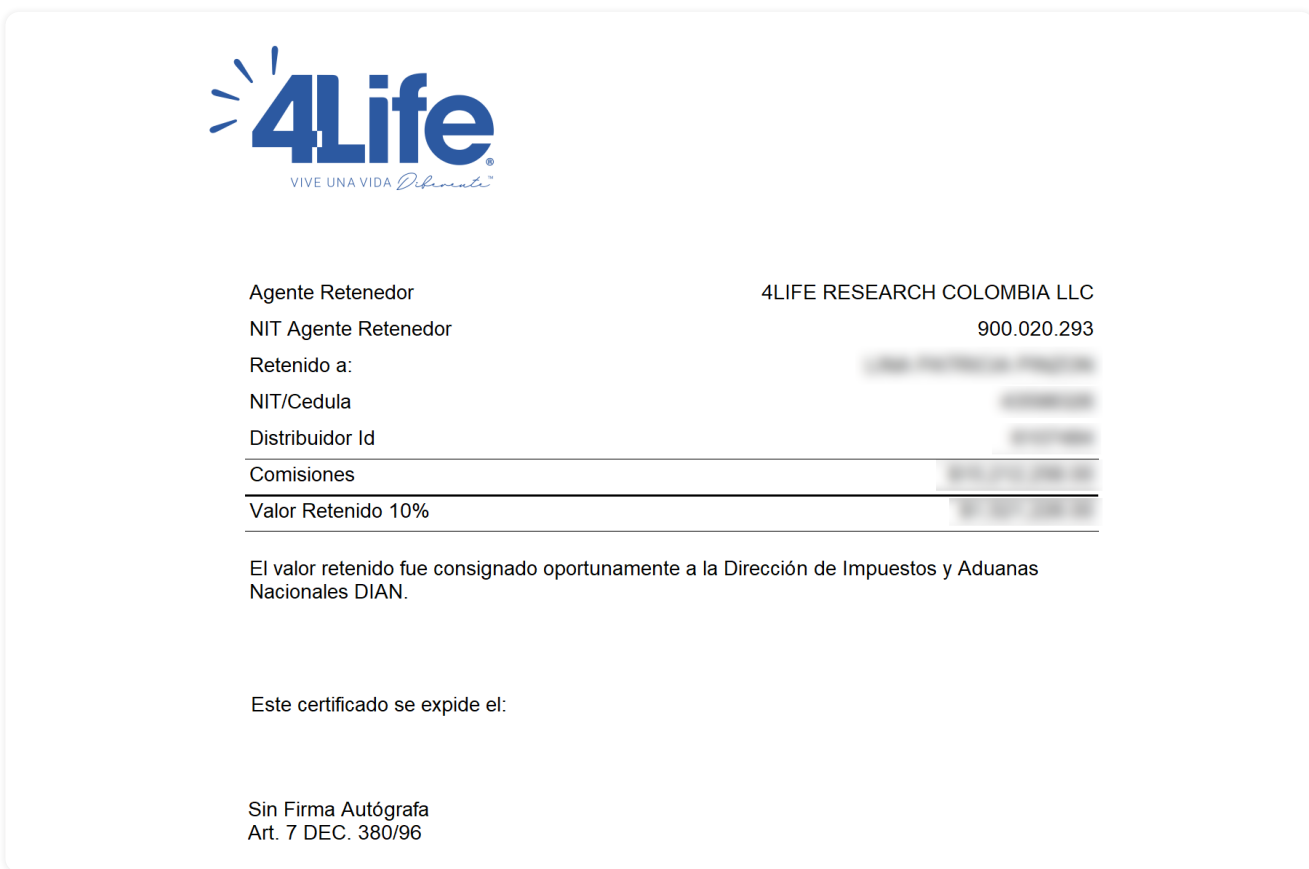 4Life®
VIVE UNA VIDA Diferente™
Agente Retenedor 4LIFE RESEARCH COLOMBIA LLC
NIT Agente Retenedor 900.020.293
Retenido a:
NIT/Cedula
Distribuidor Id
Comisiones
Valor Retenido 10%
El valor retenido fue consignado oportunamente a la Dirección de Impuestos y Aduanas
Nacionales DIAN.
Este certificado se expide el:
Sin Firma Autógrafa
Art. 7 DEC. 380/96